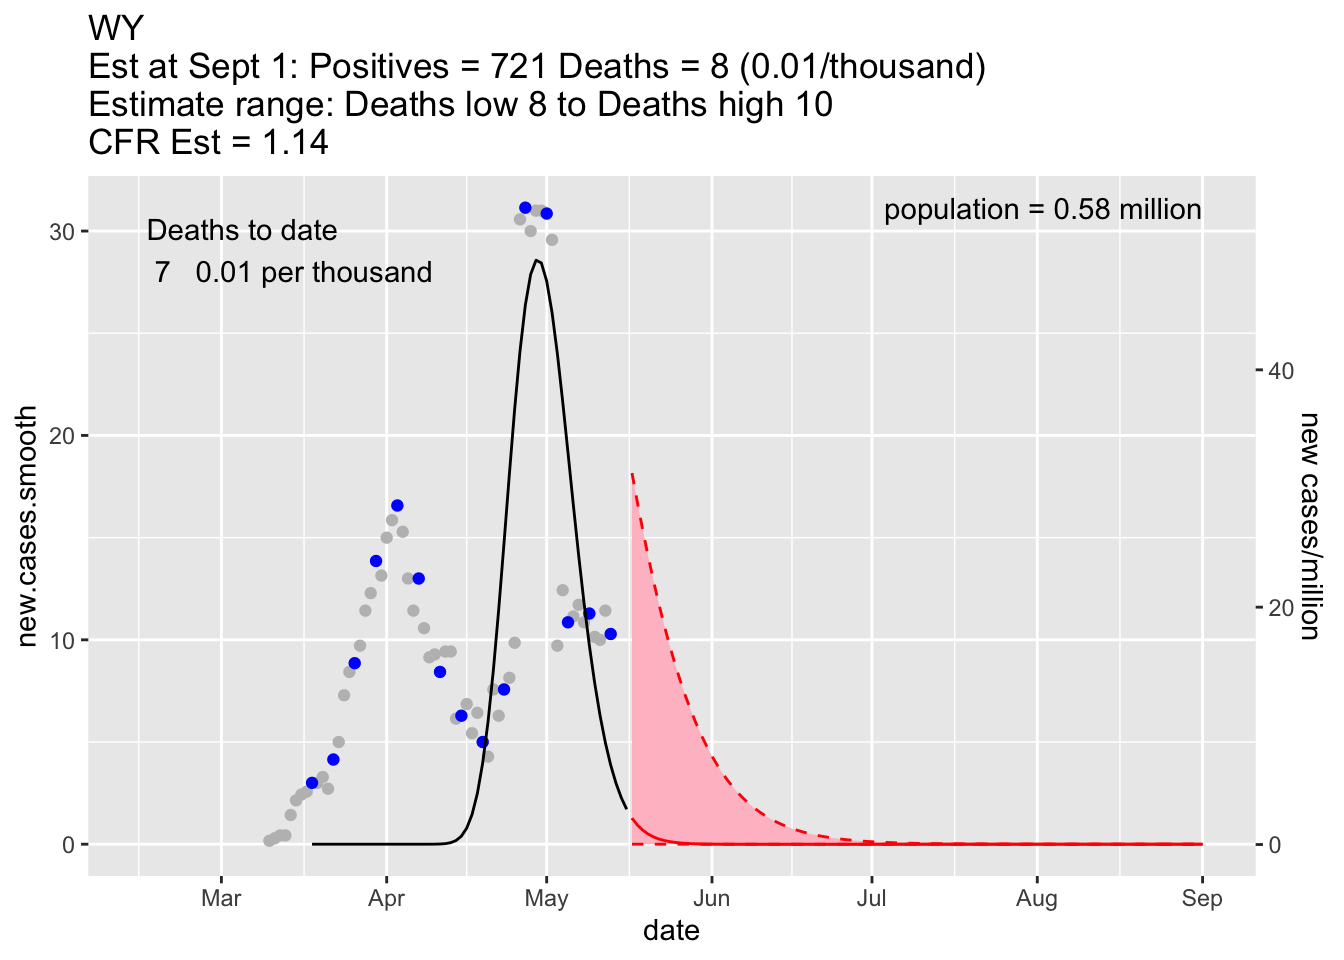 WY
Est at Sept 1: Positives = 721 Deaths = 8 (0.01/thousand)
Estimate range: Deaths low 8 to Deaths high 10
CFR Est = 1.14
Deaths to date
7 0.01 per thousand
population = 0.58 million
30
20
10
0
new.cases.smooth
40
20
0
new cases/million
Mar Apr May Jun Jul Aug Sep
date